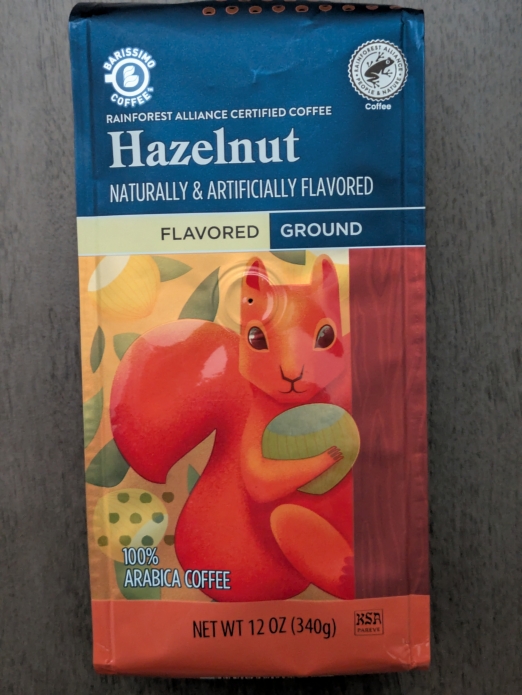 BARISSIMO
COFFEE
RAINFOREST ALLIANCE
PEOPLE & NATURE
Coffee
RAINFOREST ALLIANCE CERTIFIED COFFEE
Hazelnut
NATURALLY & ARTIFICIALLY FLAVORED
FLAVORED GROUND
100%
ARABICA COFFEE
NET WT 12 OZ (340g)
KSA
PAREVE